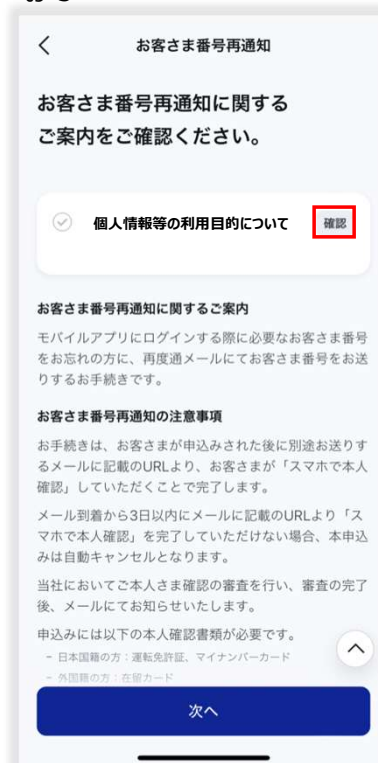 お客さま番号再通知
お客さま番号再通知に関する
ご案内をご確認ください。
個人情報等の利用目的について 確認
お客さま番号再通知に関するご案内
モバイルアプリにログインする際に必要なお客さま番号
をお忘れの方に、再度通メールにてお客さま番号をお送
りするお手続きです。
お客さま番号再通知の注意事項
お手続きは、お客さまが申込みされた後に別途お送りす
るメールに記載のURLより、お客さまが「スマホで本人
確認」していただくことで完了します。
メール到着から3日以内にメールに記載のURLより「ス
マホで本人確認」を完了していただけない場合、本申込
みは自動キャンセルとなります。
当社においてご本人さま確認の審査を行い、審査の完了
後、メールにてお知らせいたします。
申込みには以下の本人確認書類が必要です。
- 日本国籍の方：運転免許証、マイナンバーカード
- 外国籍の方：在留カード
次へ